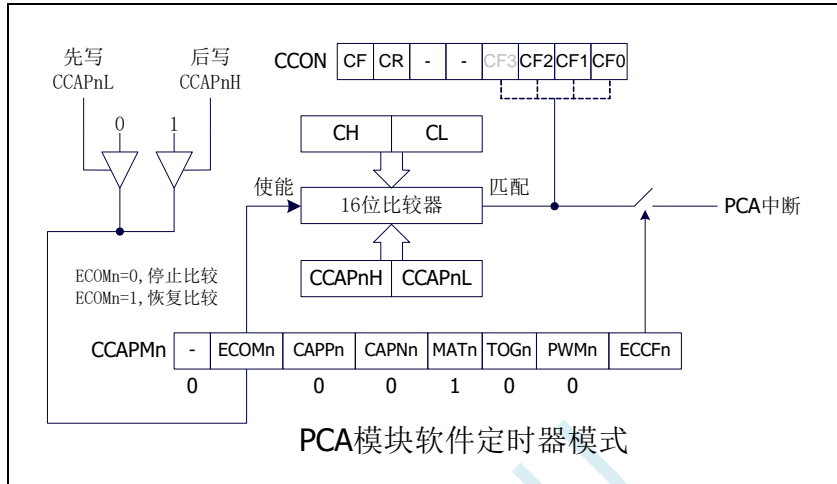 先写
CCAPnL
后写
CCAPnH
0
1
CCON CF CR - - CF3 CF2 CF1 CF0
CH CL
使能
16位比较器
匹配
PCA中断
CCAPnH CCAPnL
ECOMn=0,停止比较
ECOMn=1,恢复比较
CCAPMn - ECOMn CAPPn CAPNn MATn TOGn PWMn ECCFn
0 0 0 1 0 0
PCA模块软件定时器模式